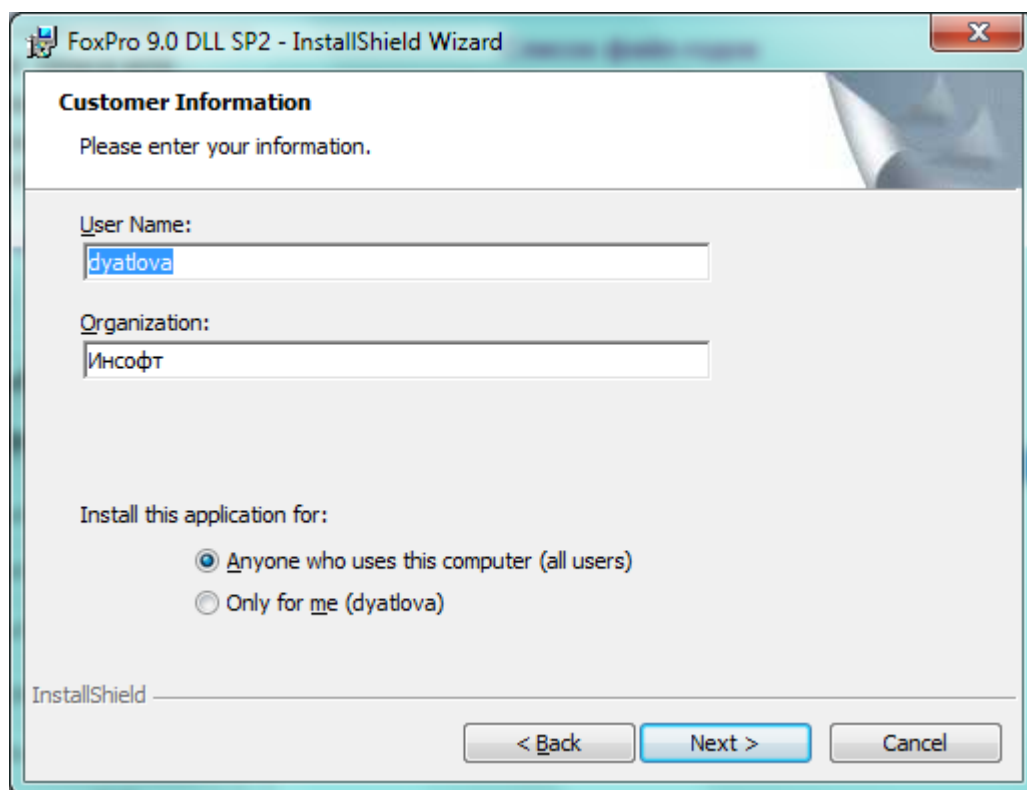 FoxPro 9.0 DLL SP2 - InstallShield Wizard
Customer Information
Please enter your information.
User Name:
dyatlova
Organization:
Инсофт
Install this application for:
Anyone who uses this computer (all users)
Only for me (dyatlova)
InstallShield
< Back Next > Cancel